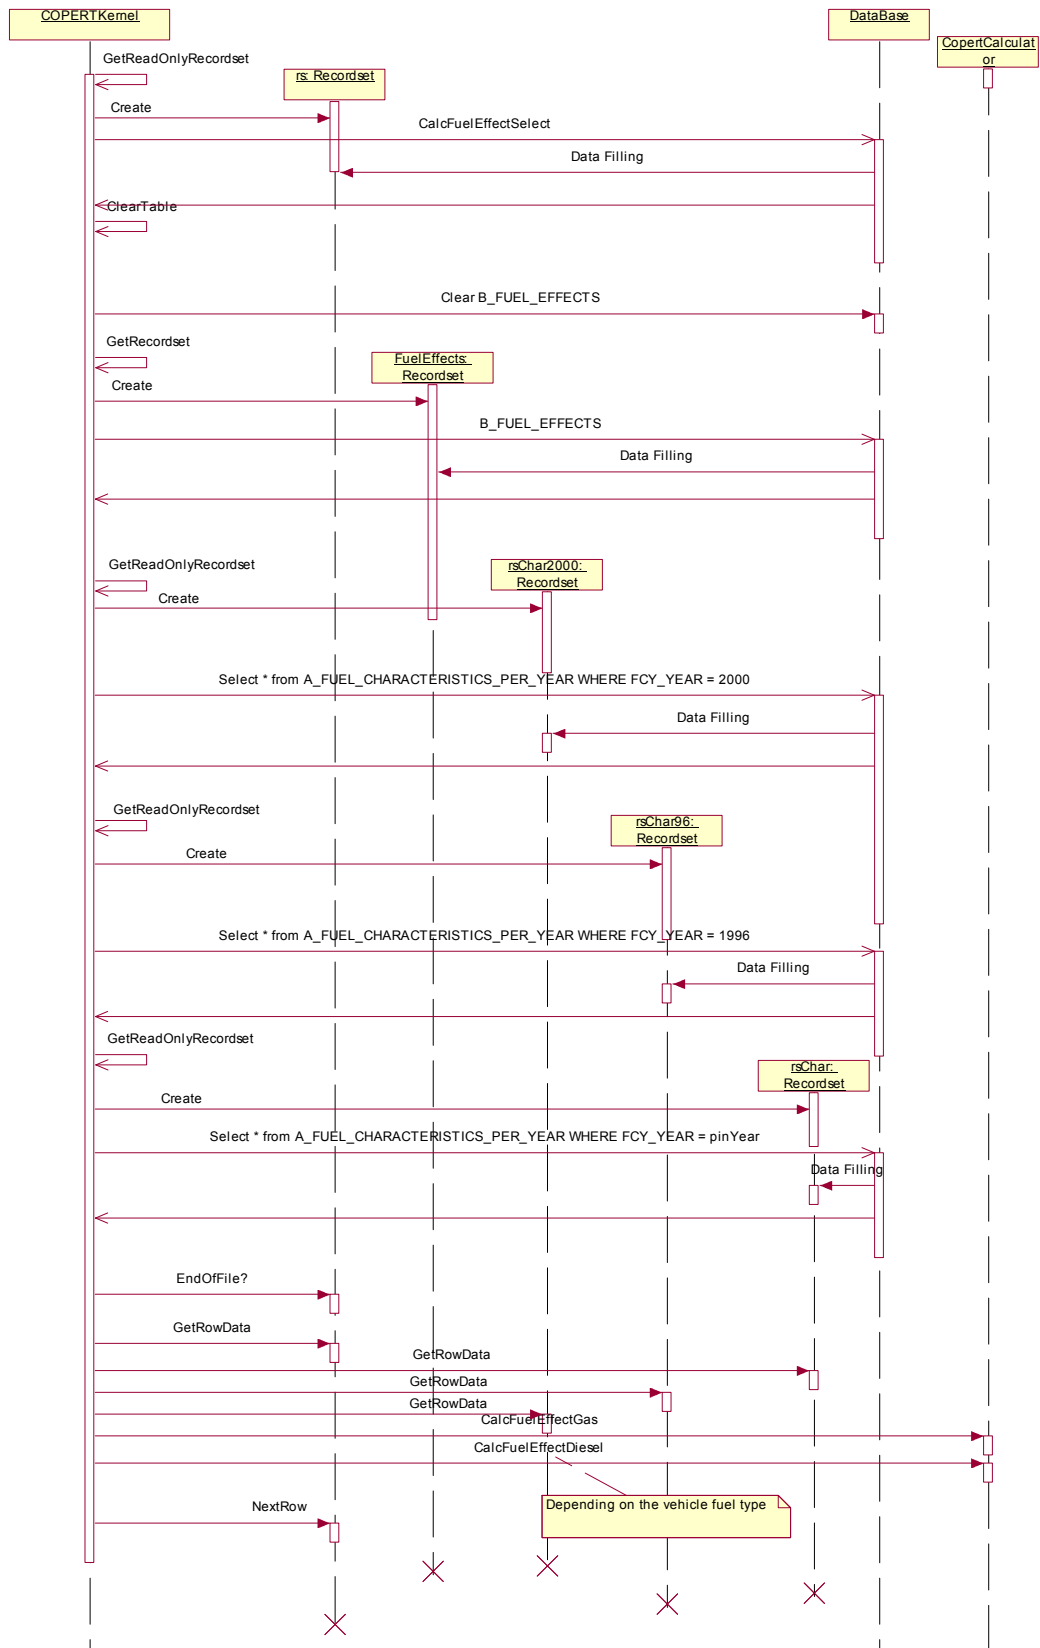 COPERTKernel
DataBase
CopertCalculat
or
GetReadOnlyRecordset
rs: Recordset
Create
CalcFuelEffectSelect
Data Filling
ClearTable
Clear B_FUEL_EFFECTS
GetRecordset
FuelEffects:
Recordset
Create
B_FUEL_EFFECTS
Data Filling
GetReadOnlyRecordset
rsChar2000:
Recordset
Create
Select * from A_FUEL_CHARACTERISTICS_PER_YEAR WHERE FCY_YEAR = 2000
Data Filling
GetReadOnlyRecordset
rsChar96:
Recordset
Create
Select * from A_FUEL_CHARACTERISTICS_PER_YEAR WHERE FCY_YEAR = 1996
Data Filling
GetReadOnlyRecordset
rsChar:
Recordset
Create
Select * from A_FUEL_CHARACTERISTICS_PER_YEAR WHERE FCY_YEAR = pinYear
Data Filling
EndOfFile?
GetRowData
GetRowData
GetRowData
GetRowData
CalcFuelEffectGas
CalcFuelEffectDiesel
Depending on the vehicle fuel type
NextRow